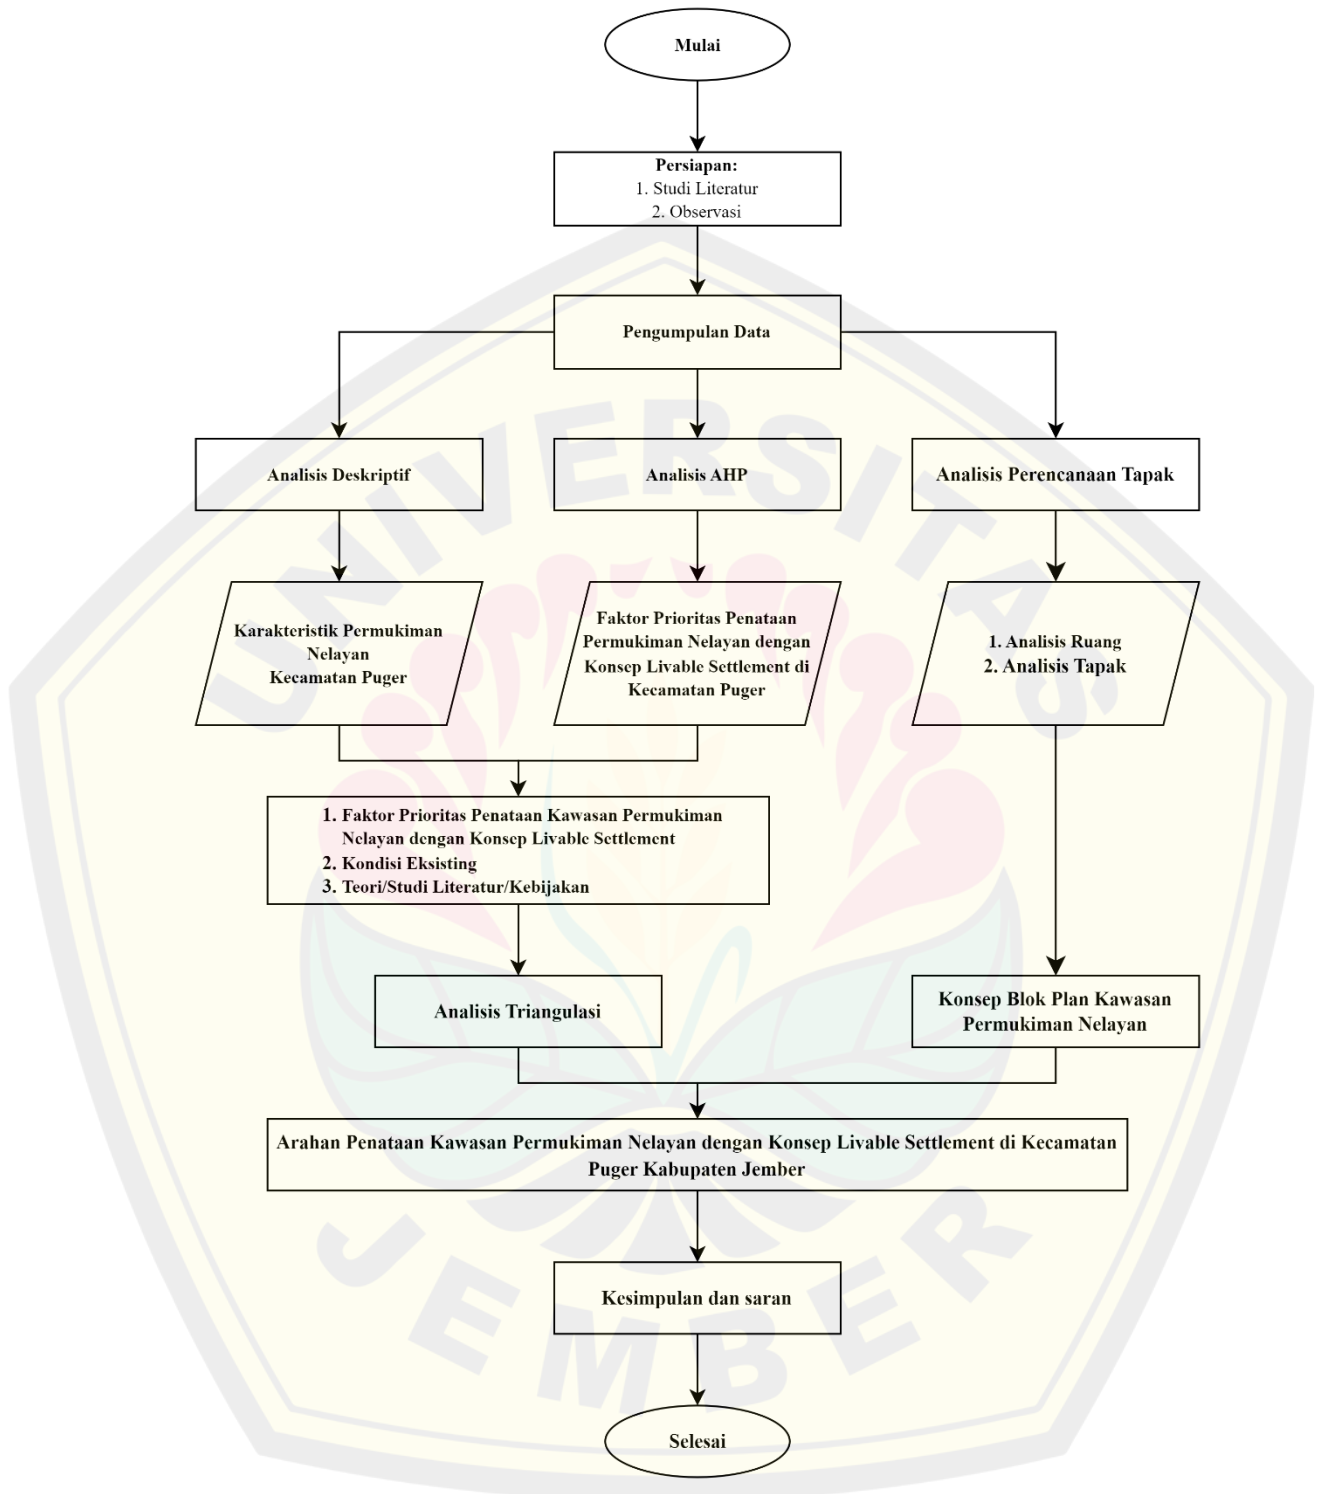 Mulai
Persiapan:
1. Studi Literatur
2. Observasi
Pengumpulan Data
Analisis Deskriptif
Analisis AHP
Analisis Perencanaan Tapak
Karakteristik Permukiman
Nelayan
Kecamatan Puger
Faktor Prioritas Penataan
Permukiman Nelayan dengan
Konsep Livable Settlement di
Kecamatan Puger
1. Analisis Ruang
2. Analisis Tapak
1. Faktor Prioritas Penataan Kawasan Permukiman
Nelayan dengan Konsep Livable Settlement
2. Kondisi Eksisting
3. Teori/Studi Literatur/Kebijakan
Analisis Triangulasi
Konsep Blok Plan Kawasan
Permukiman Nelayan
Arahan Penataan Kawasan Permukiman Nelayan dengan Konsep Livable Settlement di Kecamatan
Puger Kabupaten Jember
Kesimpulan dan saran
Selesai
UNIVERSITAS
JEMBER